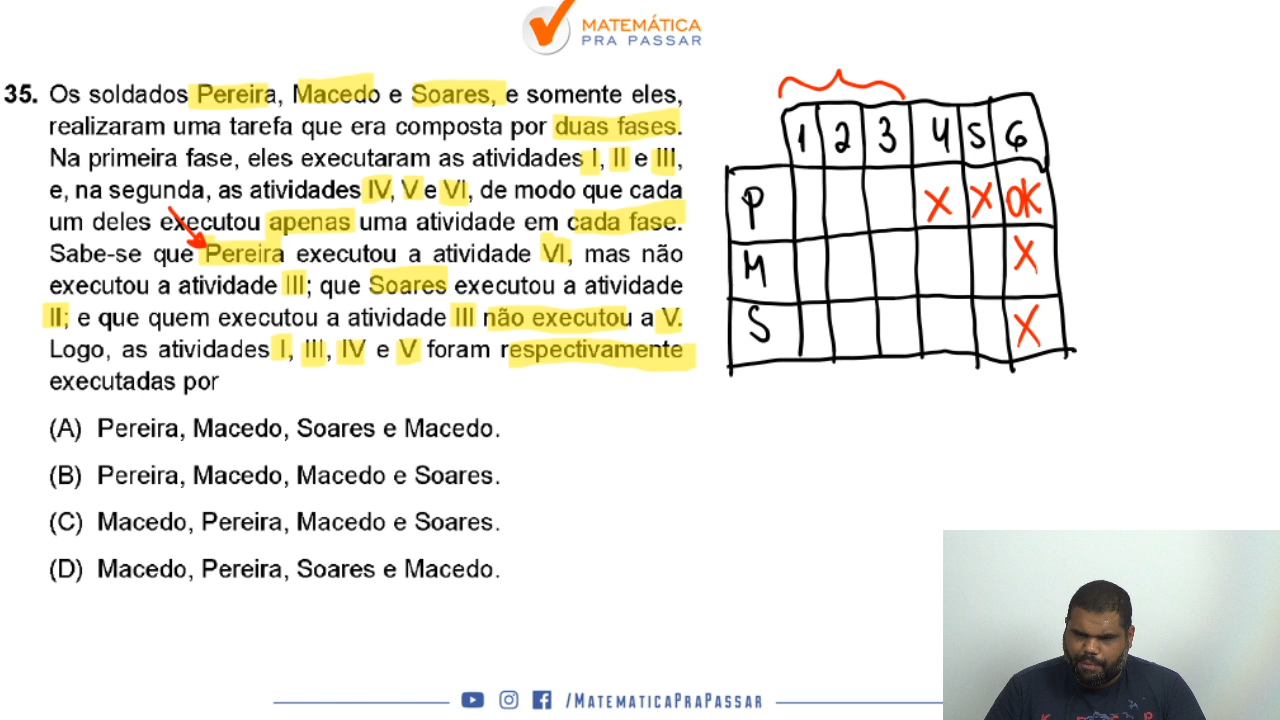 MATEMÁTICA
PRA PASSAR
35. Os soldados Pereira, Macedo e Soares, e somente eles,
realizaram uma tarefa que era composta por duas fases.
Na primeira fase, eles executaram as atividades I, II e III,
e, na segunda, as atividades IV, V e VI, de modo que cada
um deles executou apenas uma atividade em cada fase.
Sabe-se que Pereira executou a atividade VI, mas não
executou a atividade III; que Soares executou a atividade
II; e que quem executou a atividade III não executou a V.
Logo, as atividades I, III, IV e V foram respectivamente
executadas por
(A) Pereira, Macedo, Soares e Macedo.
(B) Pereira, Macedo, Macedo e Soares.
(C) Macedo, Pereira, Macedo e Soares.
(D) Macedo, Pereira, Soares e Macedo.
1 2 3 4 5 6
P X X OK
M X
S X
/MATEMATICAPRAPASSAR